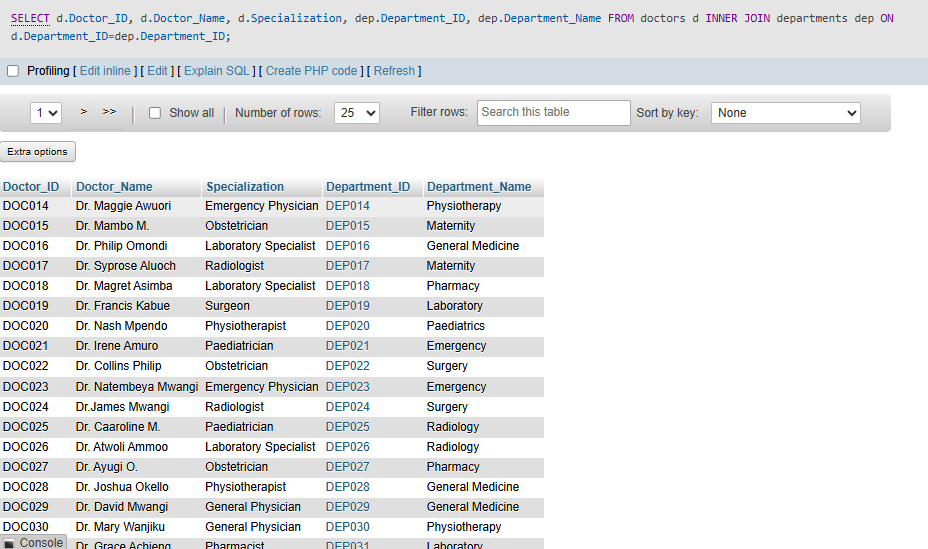 SELECT d.Doctor_ID, d.Doctor_Name, d.Specialization, dep.Department_ID, dep.Department_Name FROM doctors d INNER JOIN departments dep ON
d.Department_ID=dep.Department_ID;
Profiling [ Edit inline ] [ Edit ] [ Explain SQL ] [ Create PHP code ] [ Refresh ]
1 > >> Show all Number of rows: 25 Filter rows: Search this table Sort by key: None
Extra options
Doctor_ID Doctor_Name Specialization Department_ID Department_Name
DOC014 Dr. Maggie Awuori Emergency Physician DEP014 Physiotherapy
DOC015 Dr. Mambo M. Obstetrician DEP015 Maternity
DOC016 Dr. Philip Omondi Laboratory Specialist DEP016 General Medicine
DOC017 Dr. Syprose Aluoch Radiologist DEP017 Maternity
DOC018 Dr. Magret Asimba Laboratory Specialist DEP018 Pharmacy
DOC019 Dr. Francis Kabue Surgeon DEP019 Laboratory
DOC020 Dr. Nash Mpendo Physiotherapist DEP020 Paediatrics
DOC021 Dr. Irene Amuro Paediatrician DEP021 Emergency
DOC022 Dr. Collins Philip Obstetrician DEP022 Surgery
DOC023 Dr. Natembeya Mwangi Emergency Physician DEP023 Emergency
DOC024 Dr.James Mwangi Radiologist DEP024 Surgery
DOC025 Dr. Caaroline M. Paediatrician DEP025 Radiology
DOC026 Dr. Atwoli Ammoo Laboratory Specialist DEP026 Radiology
DOC027 Dr. Ayugi O. Obstetrician DEP027 Pharmacy
DOC028 Dr. Joshua Okello Physiotherapist DEP028 General Medicine
DOC029 Dr. David Mwangi General Physician DEP029 General Medicine
DOC030 Dr. Mary Wanjiku General Physician DEP030 Physiotherapy
Console Dr. Grace Achieng Pharmacist DEP031 Laboratory